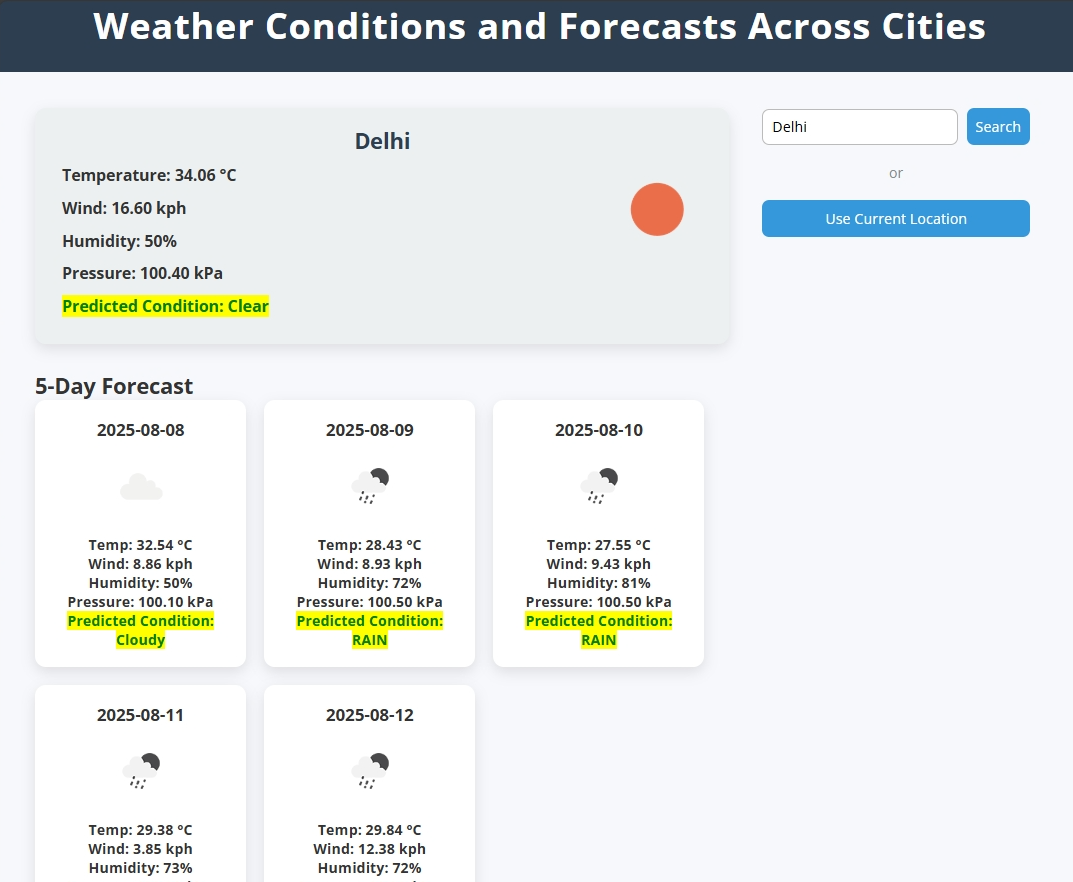 Weather Conditions and Forecasts Across Cities
Delhi
Temperature: 34.06 °C
Wind: 16.60 kph
Humidity: 50%
Pressure: 100.40 kPa
Predicted Condition: Clear
Delhi
Search
or
Use Current Location
5-Day Forecast
2025-08-08
Temp: 32.54 °C
Wind: 8.86 kph
Humidity: 50%
Pressure: 100.10 kPa
Predicted Condition:
Cloudy
2025-08-09
Temp: 28.43 °C
Wind: 8.93 kph
Humidity: 72%
Pressure: 100.50 kPa
Predicted Condition:
RAIN
2025-08-10
Temp: 27.55 °C
Wind: 9.43 kph
Humidity: 81%
Pressure: 100.50 kPa
Predicted Condition:
RAIN
2025-08-11
Temp: 29.38 °C
Wind: 3.85 kph
Humidity: 73%
2025-08-12
Temp: 29.84 °C
Wind: 12.38 kph
Humidity: 72%